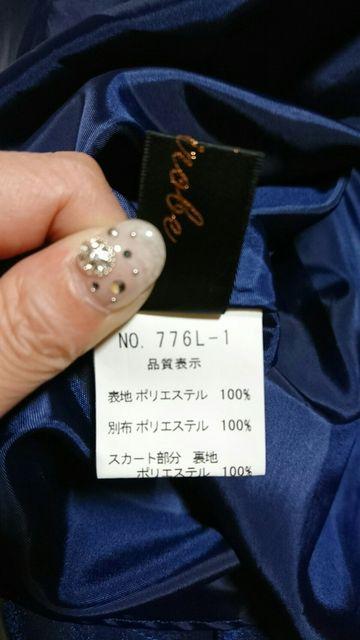 NO. 776L-1
品質表示
表地 ポリエステル 100%
別布 ポリエステル 100%
スカート部分 裏地
ポリエステル 100%